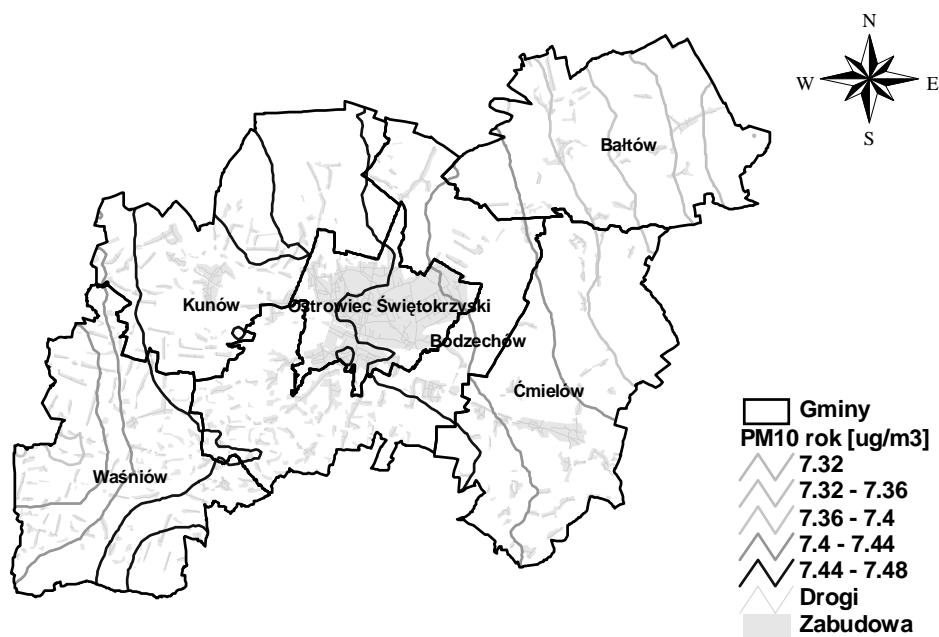 N
W E
S
Bałtów
Kunów
Ostrowiec Świętokrzyski
Bodzechów
Ćmielów
Waśniów
Gminy
PM10 rok [ug/m3]
7.32
7.32 - 7.36
7.36 - 7.4
7.4 - 7.44
7.44 - 7.48
Drogi
Zabudowa